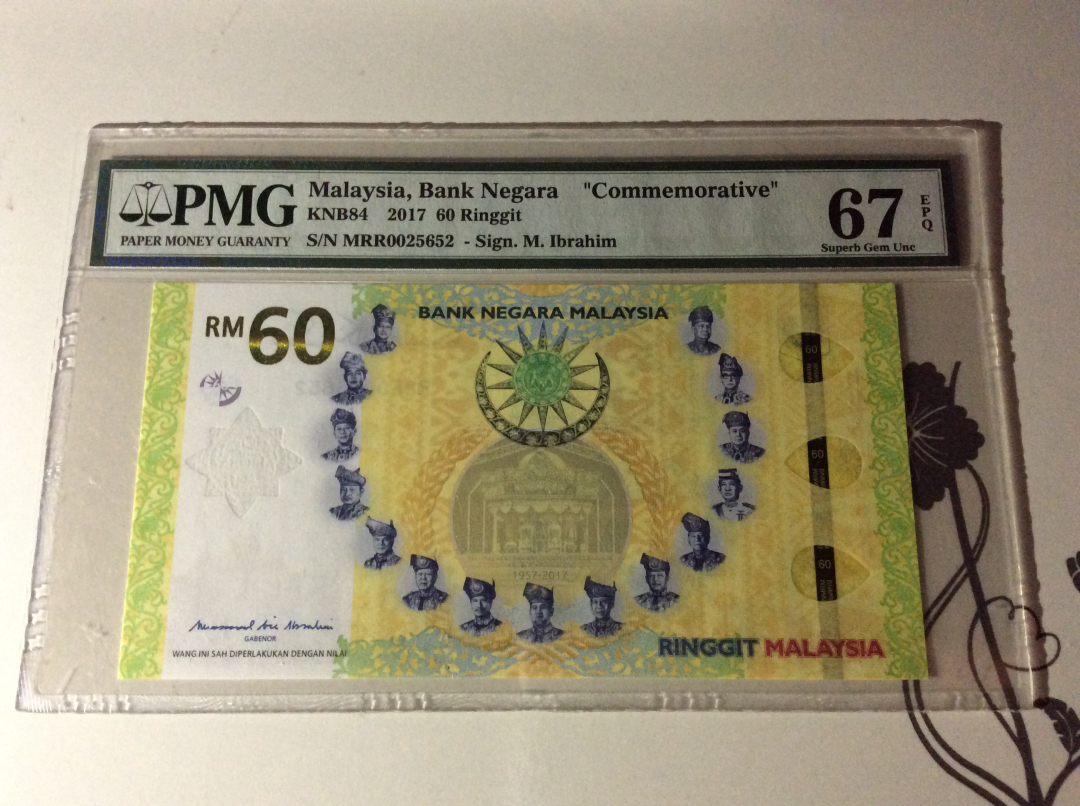 PMG
PAPER MONEY GUARANTY
Malaysia, Bank Negara "Commemorative"
KNB84 2017 60 Ringgit
S/N MRR0025652 - Sign. M. Ibrahim
67
EPQ
Superb Gem Unc
RM60
BANK NEGARA MALAYSIA
60
60
60
1957-2017
GABENOR
WANG INI SAH DIPERLAKUKAN DENGAN NILAI
RINGGIT MALAYSIA